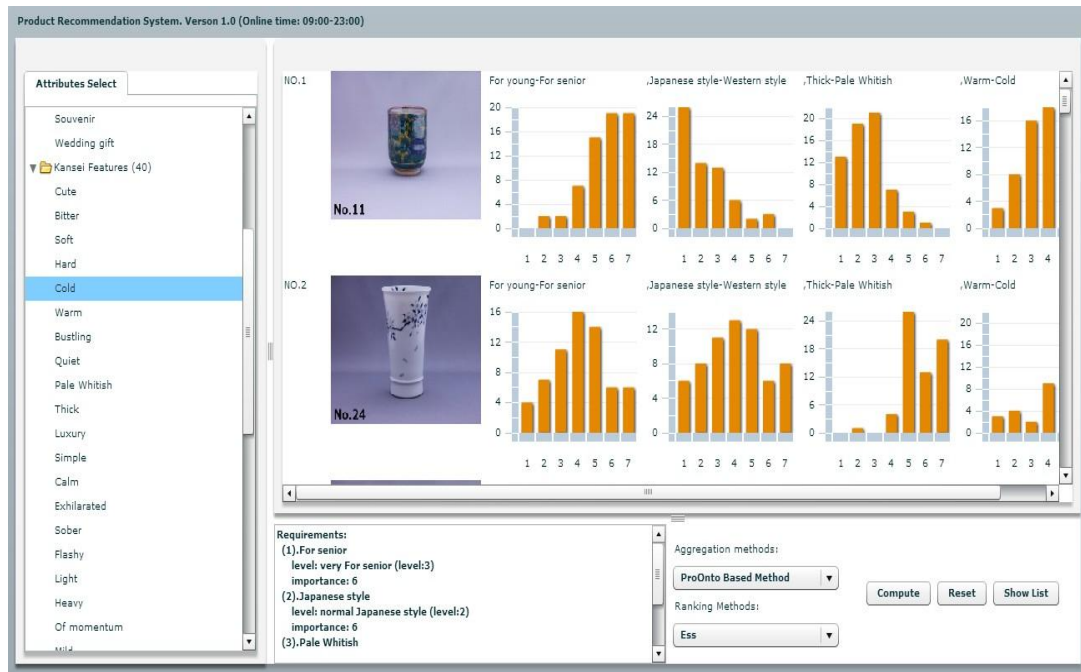 Product Recommendation System. Verson 1.0 (Online time: 09:00-23:00)
Attributes Select
Souvenir
Wedding gift
Kansei Features (40)
Cute
Bitter
Soft
Hard
Cold
Warm
Bustling
Quiet
Pale Whitish
Thick
Luxury
Simple
Calm
Exhilarated
Sober
Flashy
Light
Heavy
Of momentum
Mild
NO.1
No.11
For young-For senior
20
16
12
8
4
0
1 2 3 4 5 6 7
,Japanese style-Western style
24
18
12
6
0
1 2 3 4 5 6 7
,Thick-Pale Whitish
20
16
12
8
4
0
1 2 3 4 5 6 7
,Warm-Cold
16
12
8
4
0
1 2 3 4
NO.2
No.24
For young-For senior
16
12
8
4
0
1 2 3 4 5 6 7
,Japanese style-Western style
12
8
4
0
1 2 3 4 5 6 7
,Thick-Pale Whitish
24
18
12
6
0
1 2 3 4 5 6 7
,Warm-Cold
20
16
12
8
4
0
1 2 3 4
Requirements:
(1).For senior
level: very For senior (level:3)
importance: 6
(2).Japanese style
level: normal Japanese style (level:2)
importance: 6
(3).Pale Whitish
Aggregation methods:
ProOnto Based Method
Ranking Methods:
Ess
Compute
Reset
Show List